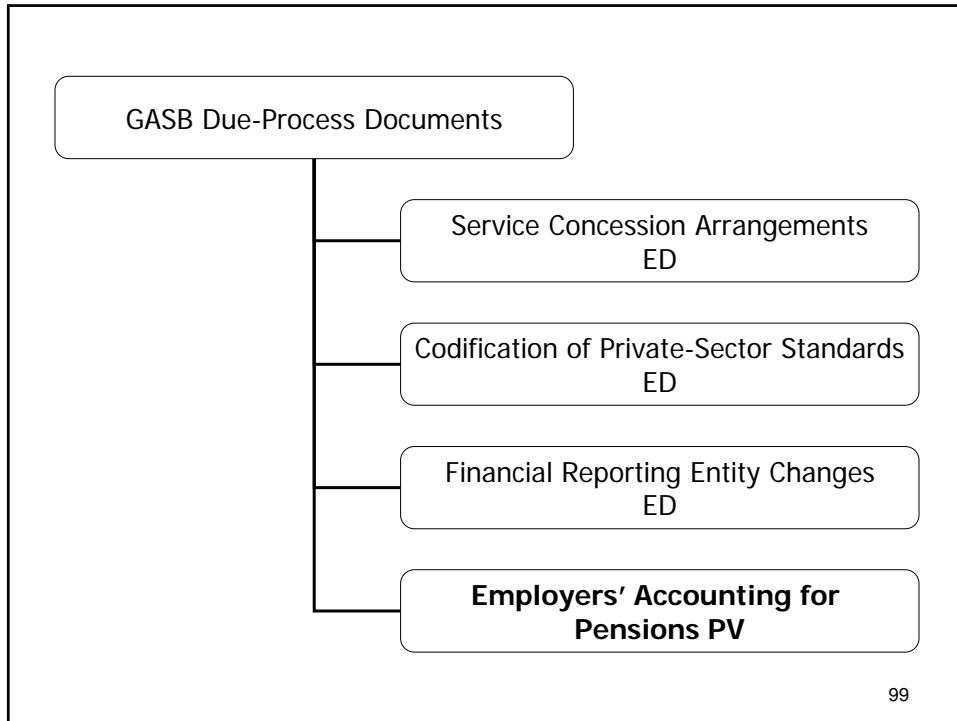 GASB Due-Process Documents
Service Concession Arrangements
ED
Codification of Private-Sector Standards
ED
Financial Reporting Entity Changes
ED
Employers’ Accounting for
Pensions PV
99